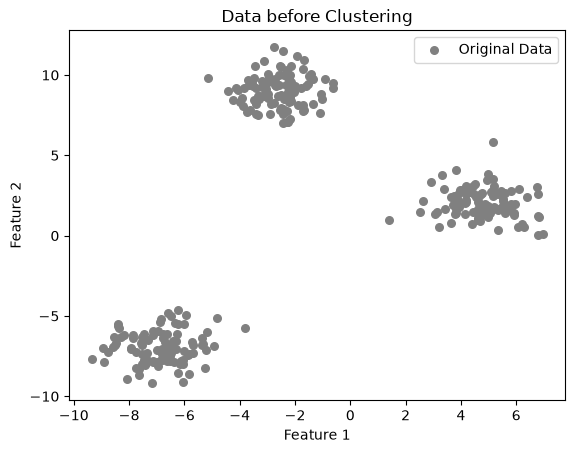 Data before Clustering
Original Data
Feature 2
10
5
0
−5
−10
−10 −8 −6 −4 −2 0 2 4 6
Feature 1